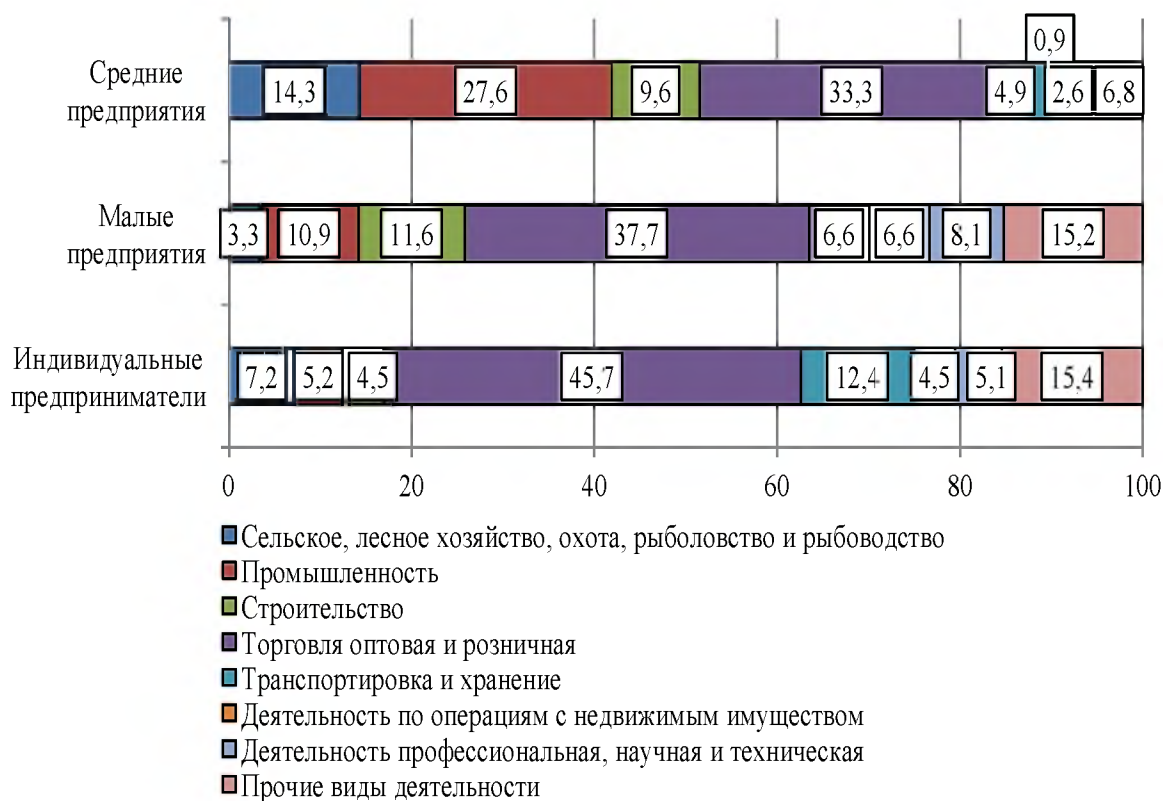 0,9
Средние
предприятия
14,3 27,6 9,6 33,3 4,9 2,6 6,8
Малые
предприятия
3,3 10,9 11,6 37,7 6,6 6,6 8,1 15,2
Индивидуальные
предприниматели
7,2 5,2 4,5 45,7 12,4 4,5 5,1 15,4
0 20 40 60 80 100
Сельское, лесное хозяйство, охота, рыболовство и рыбоводство
Промышленность
Строительство
Торговля оптовая и розничная
Транспортировка и хранение
Деятельность по операциям с недвижимым имуществом
Деятельность профессиональная, научная и техническая
Прочие виды деятельности